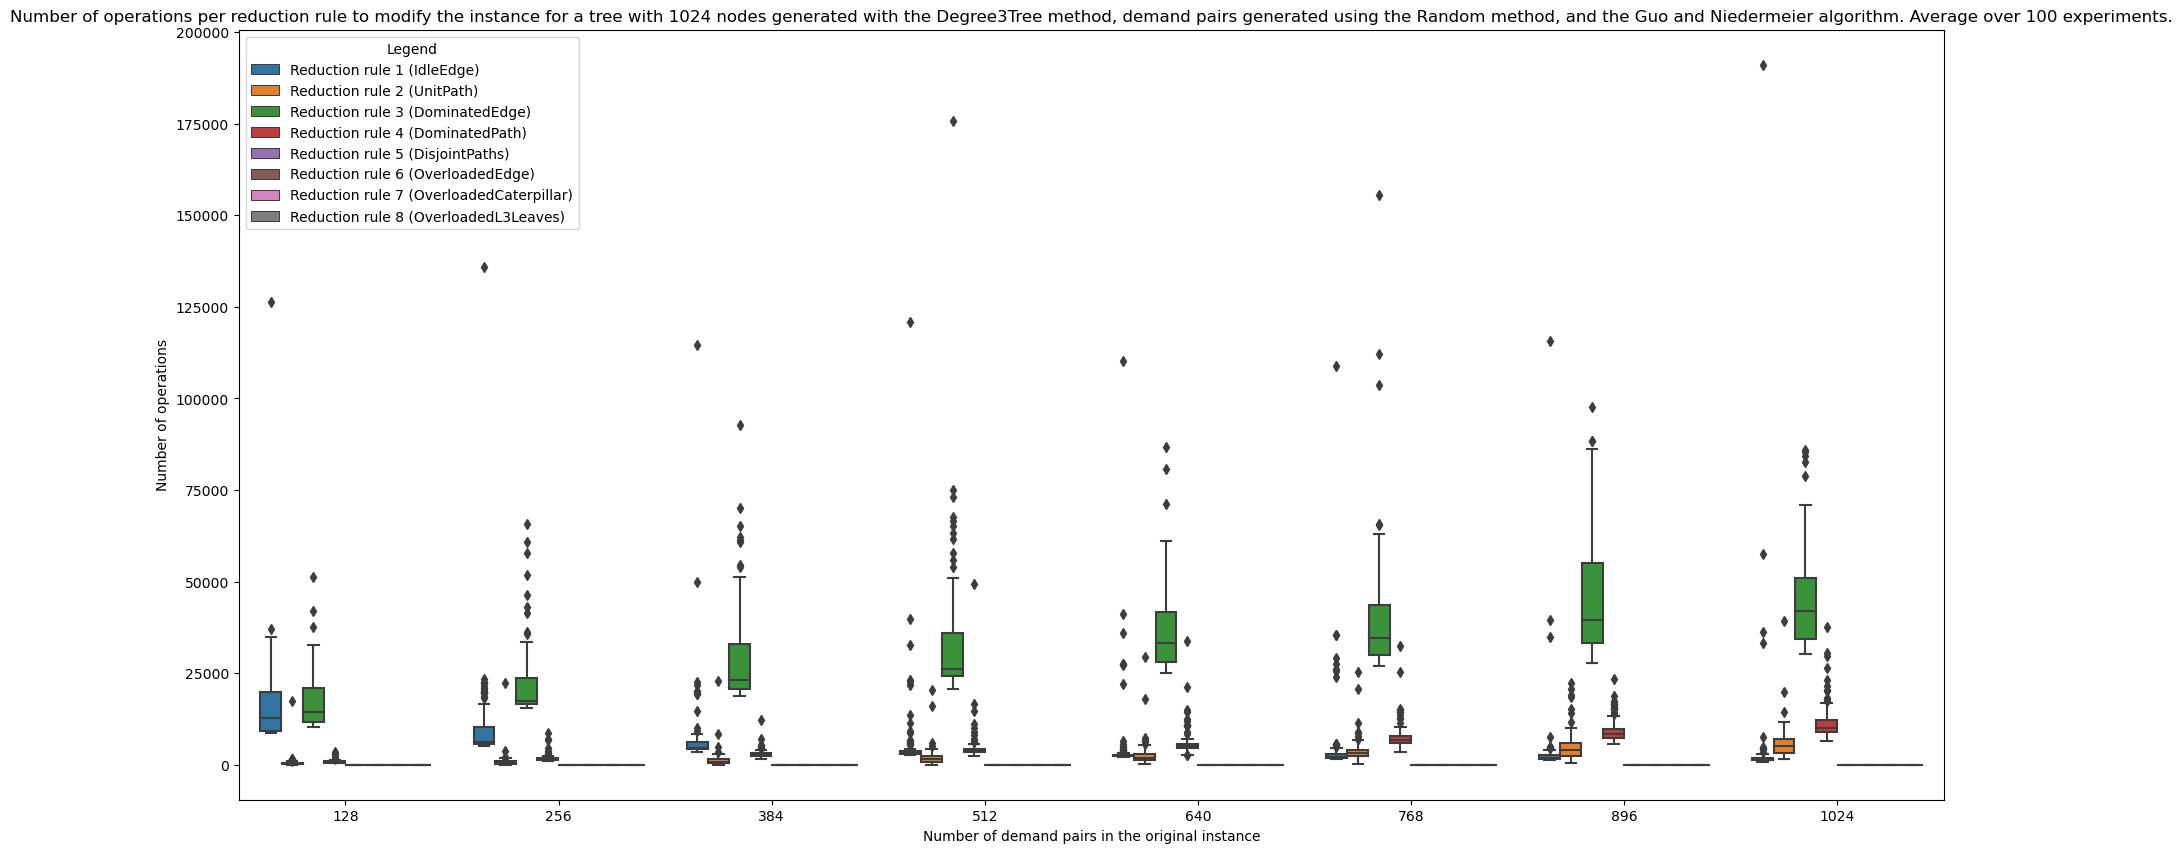 Number of operations per reduction rule to modify the instance for a tree with 1024 nodes generated with the Degree3Tree method, demand pairs generated using the Random method, and the Guo and Niedermeier algorithm. Average over 100 experiments.
Legend
Reduction rule 1 (IdleEdge)
Reduction rule 2 (UnitPath)
Reduction rule 3 (DominatedEdge)
Reduction rule 4 (DominatedPath)
Reduction rule 5 (DisjointPaths)
Reduction rule 6 (OverloadedEdge)
Reduction rule 7 (OverloadedCaterpillar)
Reduction rule 8 (OverloadedL3Leaves)
Number of operations
200000
175000
150000
125000
100000
75000
50000
25000
0
128 256 384 512 640 768 896 1024
Number of demand pairs in the original instance